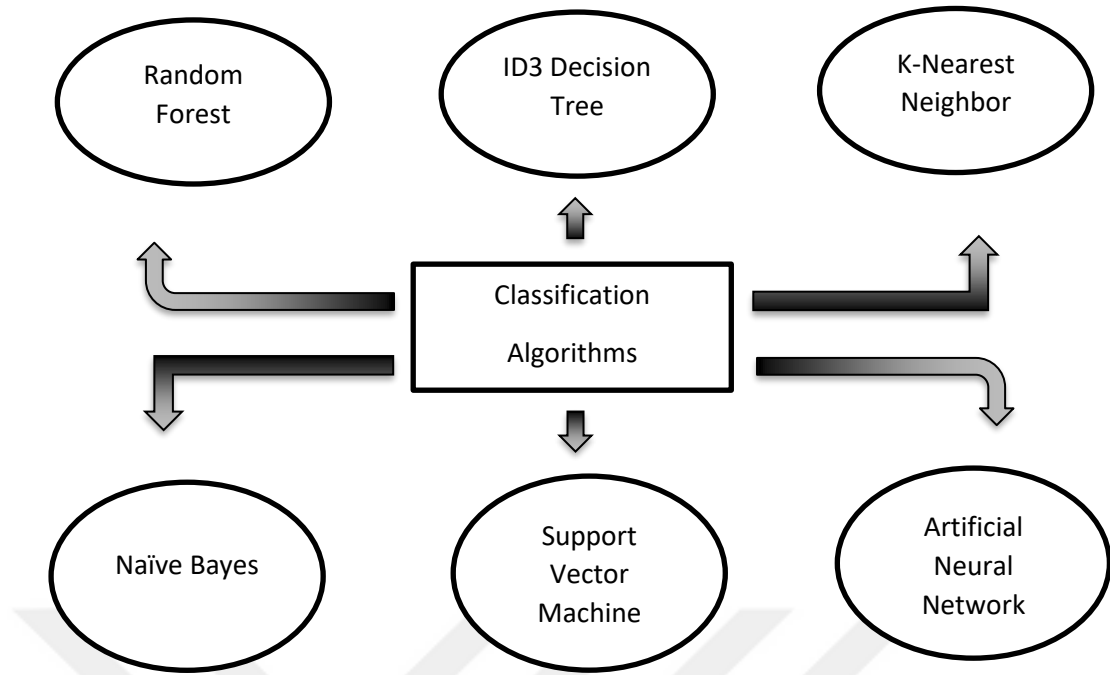 Random
Forest
ID3 Decision
Tree
K-Nearest
Neighbor
Classification
Algorithms
Naïve Bayes
Support
Vector
Machine
Artificial
Neural
Network